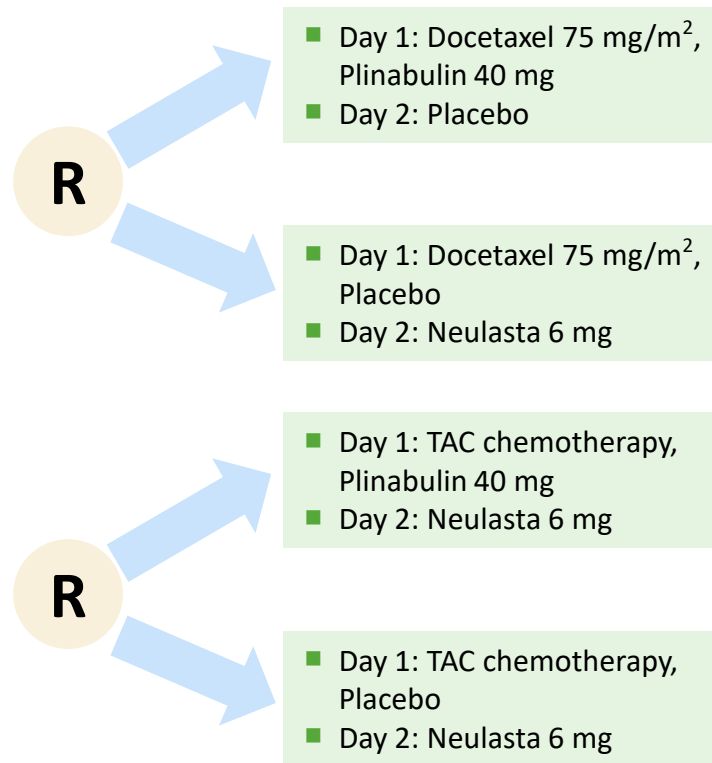 R
■ Day 1: Docetaxel 75 mg/m²,
Plinabulin 40 mg
■ Day 2: Placebo
■ Day 1: Docetaxel 75 mg/m²,
Placebo
■ Day 2: Neulasta 6 mg
R
■ Day 1: TAC chemotherapy,
Plinabulin 40 mg
■ Day 2: Neulasta 6 mg
■ Day 1: TAC chemotherapy,
Placebo
■ Day 2: Neulasta 6 mg